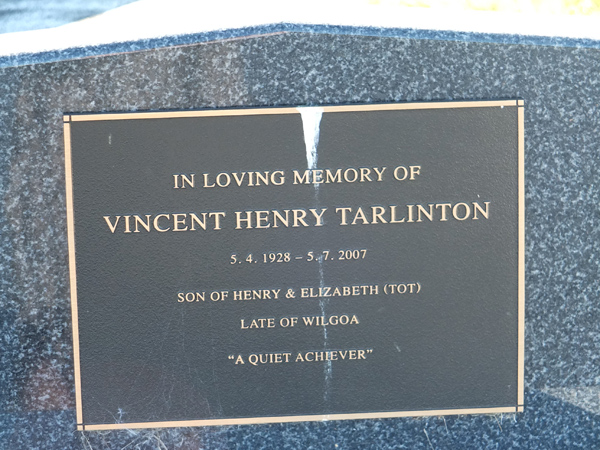 IN LOVING MEMORY OF
VINCENT HENRY TARLINTON
5. 4. 1928 – 5. 7. 2007
SON OF HENRY & ELIZABETH (TOT)
LATE OF WILGOA
“A QUIET ACHIEVER”